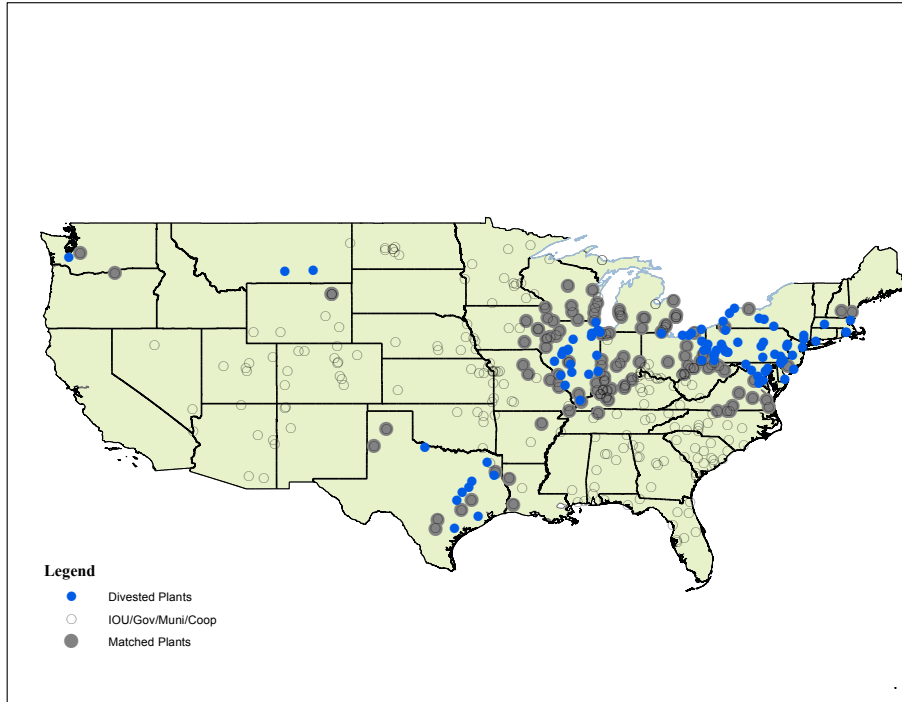 Legend
Divested Plants
IOU/Gov/Muni/Coop
Matched Plants
.